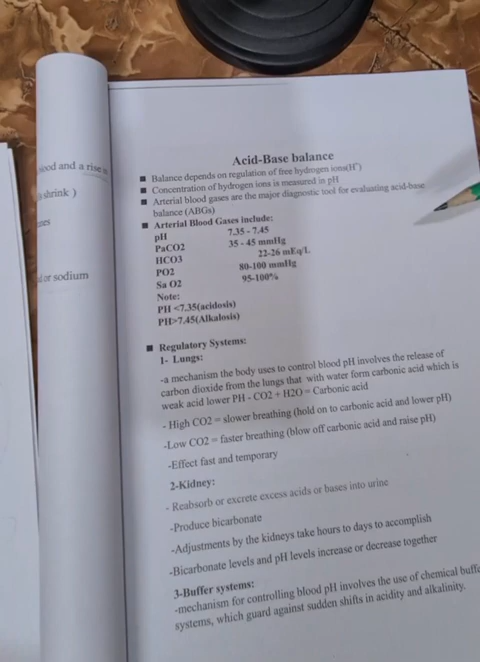 Acid-Base balance
■ Balance depends on regulation of free hydrogen ions(H+)
■ Concentration of hydrogen ions is measured in pH
■ Arterial blood gases are the major diagnostic tool for evaluating acid-base
balance (ABGs)
■ Arterial Blood Gases include:
pH 7.35 - 7.45
PaCO2 35 - 45 mmHg
HCO3 22-26 mEq/L
PO2 80-100 mmHg
Sa O2 95-100%
Note:
PH <7.35(acidosis)
PH>7.45(Alkalosis)
■ Regulatory Systems:
1- Lungs:
-a mechanism the body uses to control blood pH involves the release of
carbon dioxide from the lungs that with water form carbonic acid which is
weak acid lower PH - CO2 + H2O = Carbonic acid
- High CO2 = slower breathing (hold on to carbonic acid and lower pH)
-Low CO2 = faster breathing (blow off carbonic acid and raise pH)
-Effect fast and temporary
2-Kidney:
- Reabsorb or excrete excess acids or bases into urine
-Produce bicarbonate
-Adjustments by the kidneys take hours to days to accomplish
-Bicarbonate levels and pH levels increase or decrease together
3-Buffer systems:
-mechanism for controlling blood pH involves the use of chemical buffe
systems, which guard against sudden shifts in acidity and alkalinity.
and a rise
shrink )
or sodium